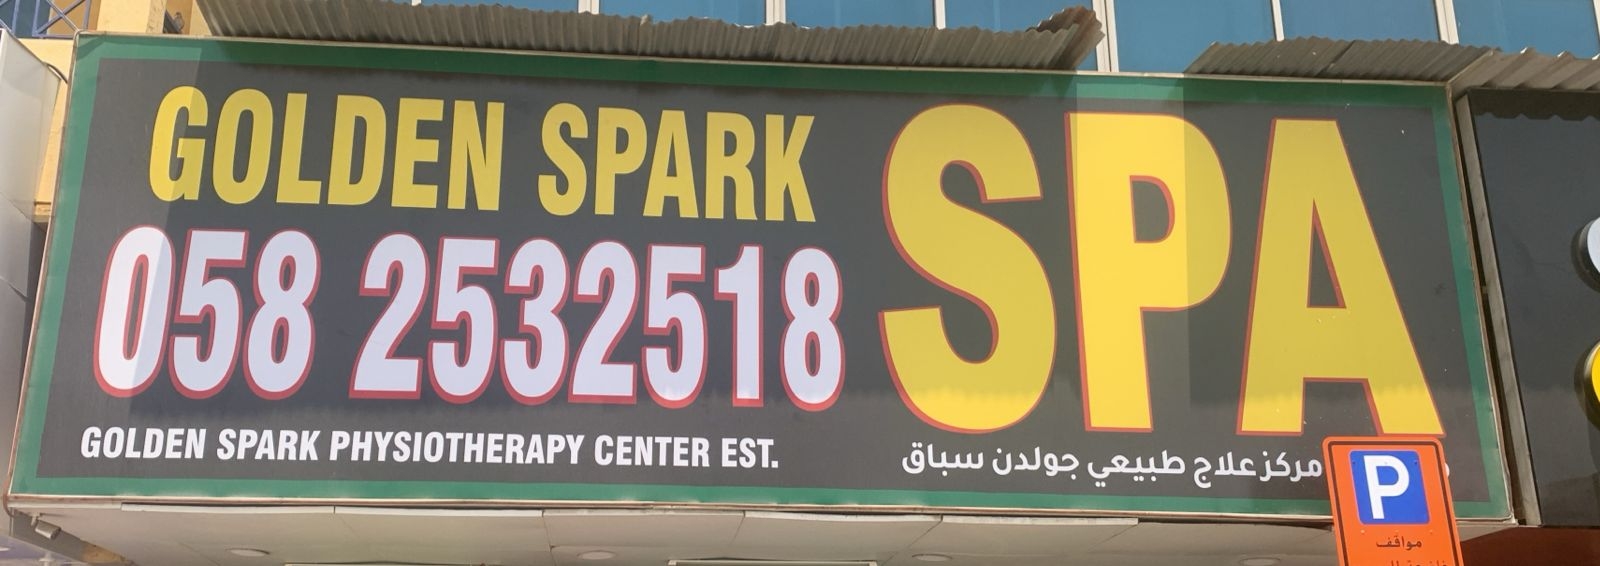 GOLDEN SPARK
058 2532518
SPA
GOLDEN SPARK PHYSIOTHERAPY CENTER EST.
مركز علاج طبيعي جولدن سباق
P
مواقف